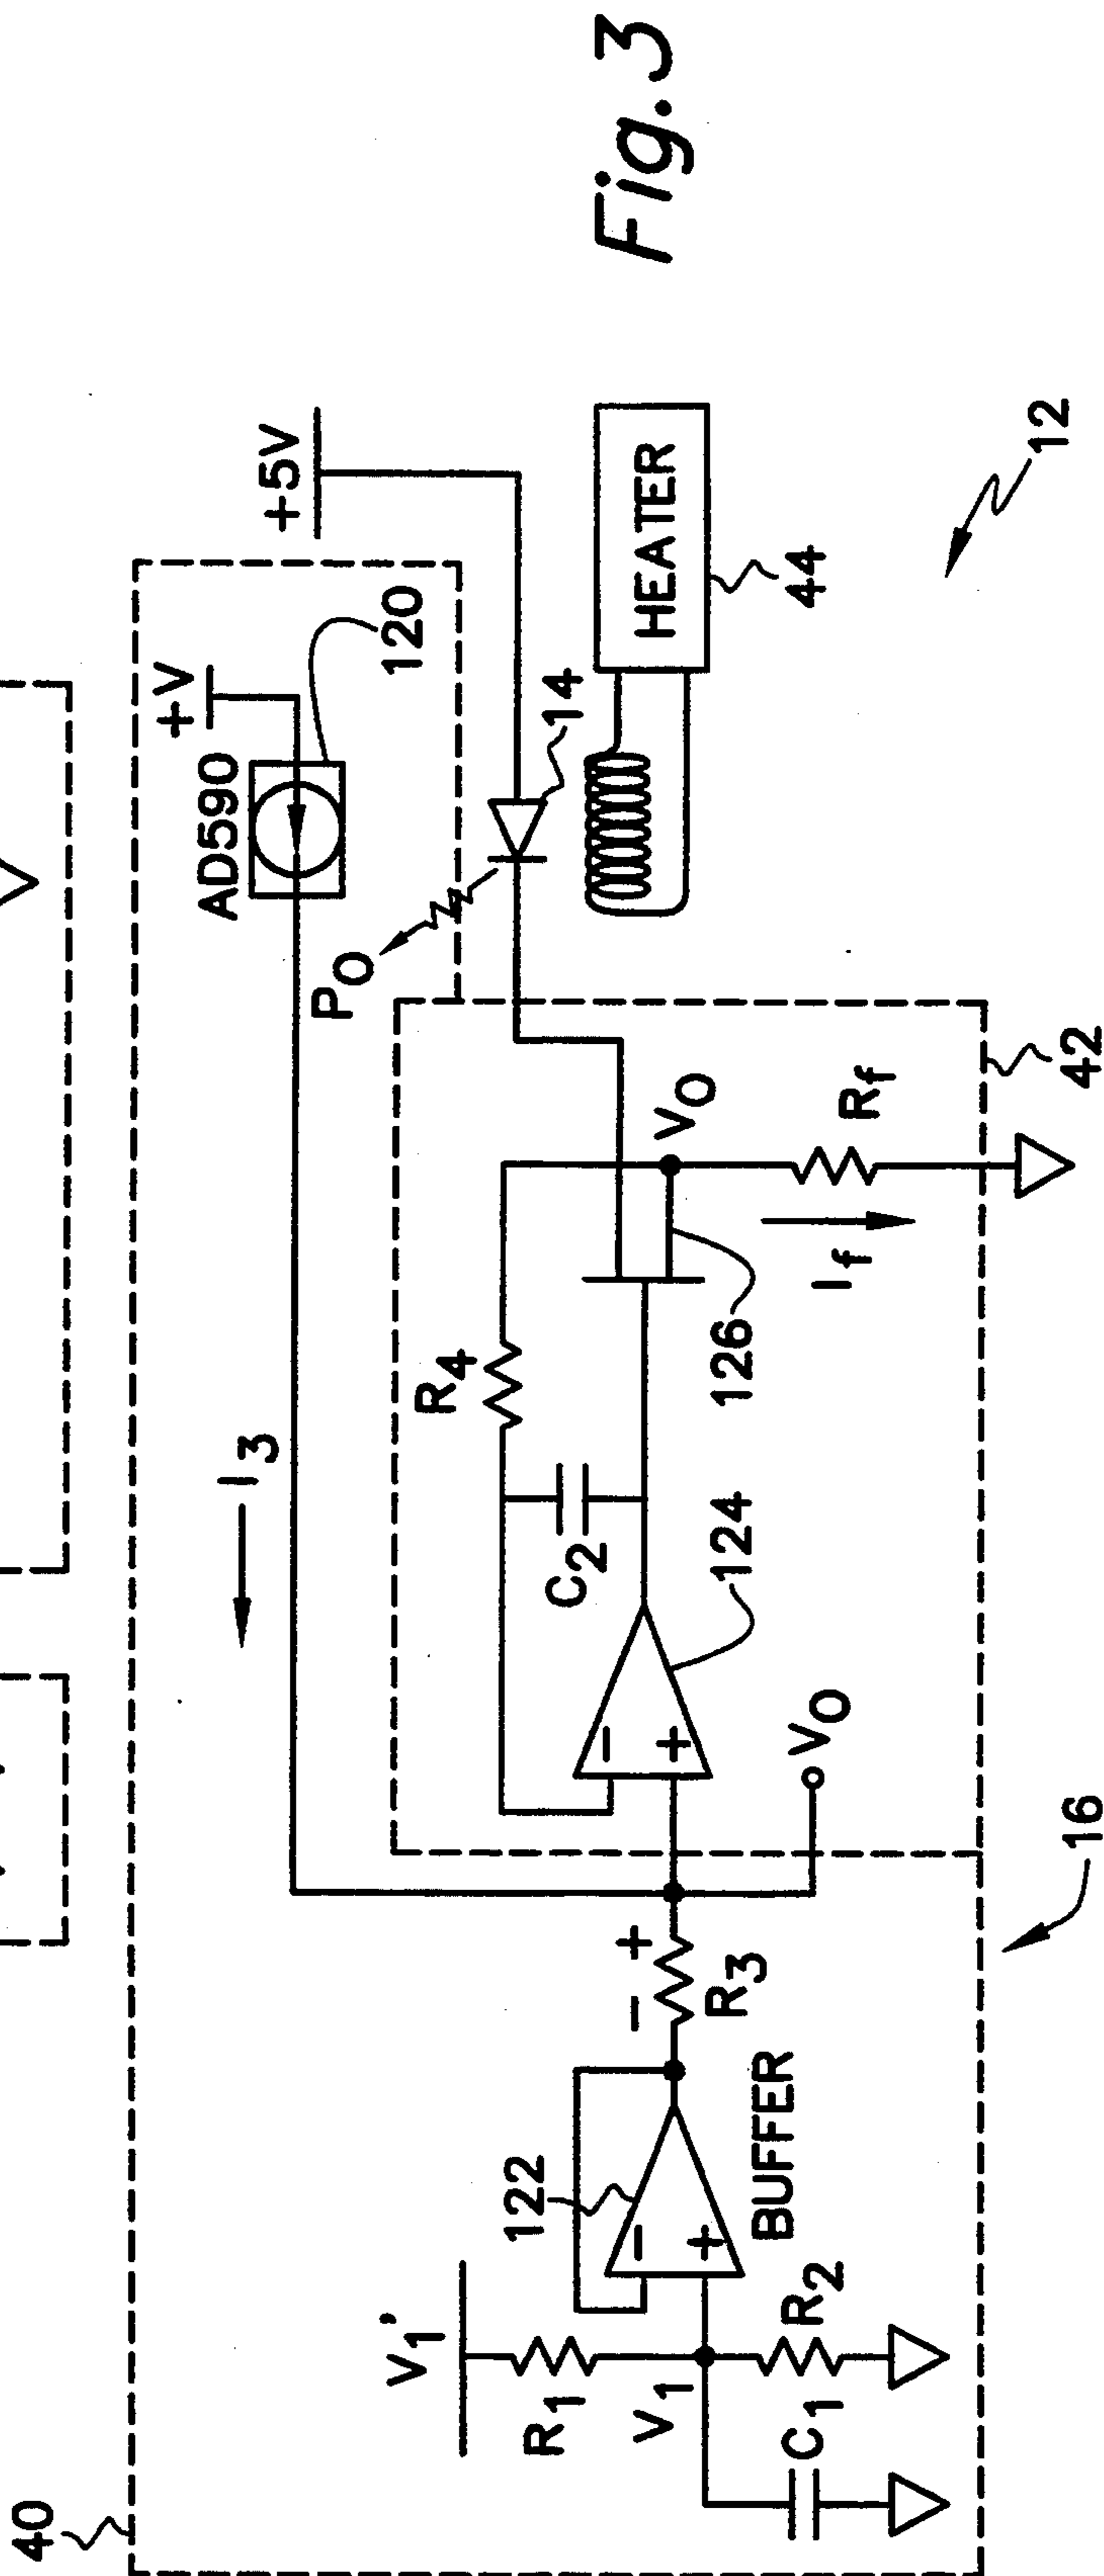 40
V1'
R1
V1
C1
R2
122
BUFFER
- +
- +
R3
I3
VO
16
- +
124
C2
R4
126
If
VO
Rf
42
AD590
+V
120
PO
14
+5V
HEATER
44
12
Fig. 3